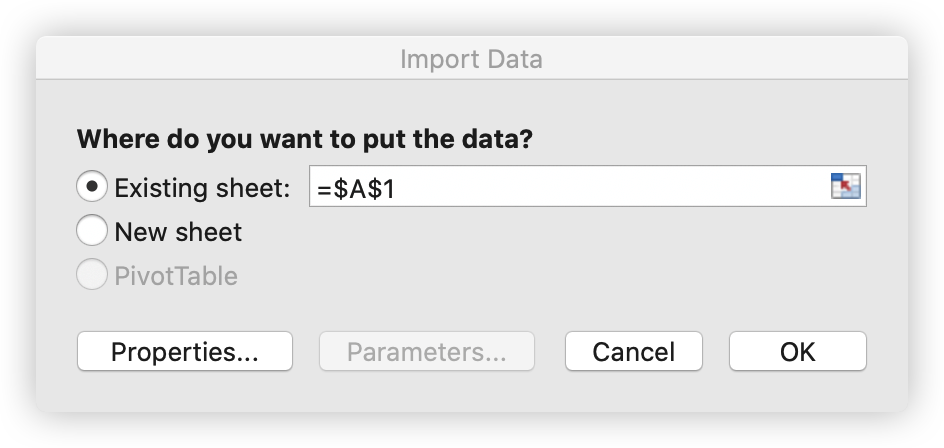 Import Data
Where do you want to put the data?
Existing sheet: =$A$1
New sheet
PivotTable
Properties... Parameters... Cancel OK